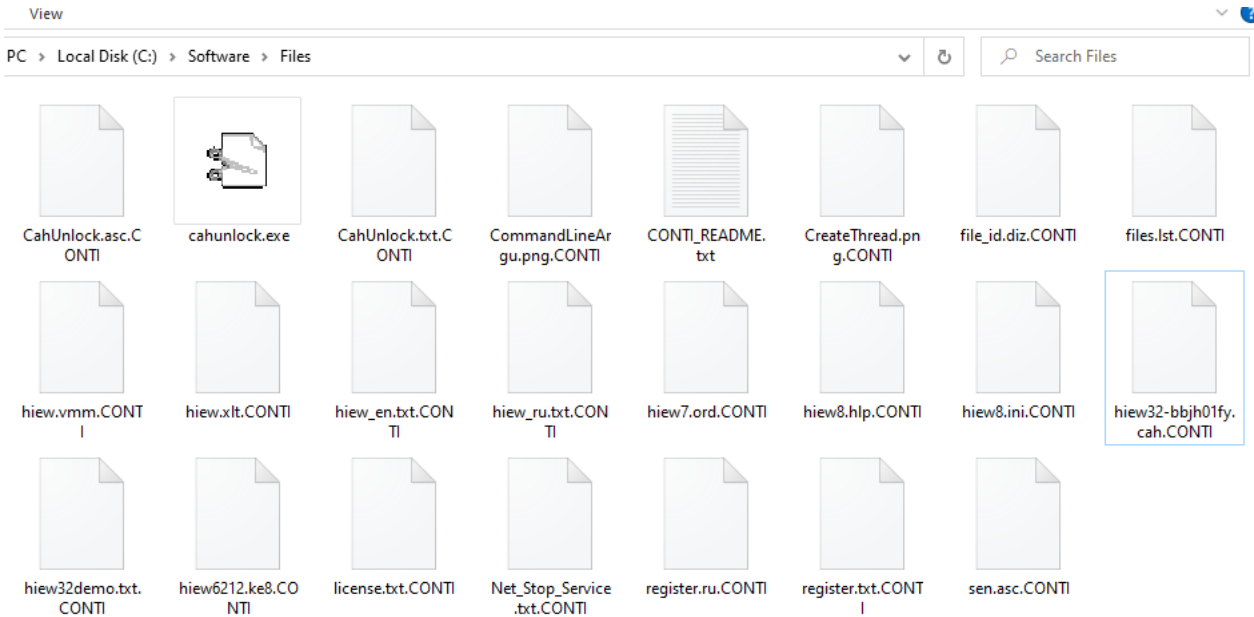 View
PC > Local Disk (C:) > Software > Files
Search Files
CahUnlock.asc.C
ONTI
cahunlock.exe
CahUnlock.txt.C
ONTI
CommandLineAr
gu.png.CONTI
CONTI_README.
txt
CreateThread.pn
g.CONTI
file_id.diz.CONTI
files.lst.CONTI
hiew.vmm.CONT
I
hiew.xlt.CONTI
hiew_en.txt.CON
TI
hiew_ru.txt.CON
TI
hiew7.ord.CONTI
hiew8.hlp.CONTI
hiew8.ini.CONTI
hiew32-bbjh01fy.
cah.CONTI
hiew32demo.txt.
CONTI
hiew6212.ke8.CO
NTI
license.txt.CONTI
Net_Stop_Service
.txt.CONTI
register.ru.CONTI
register.txt.CONT
I
sen.asc.CONTI